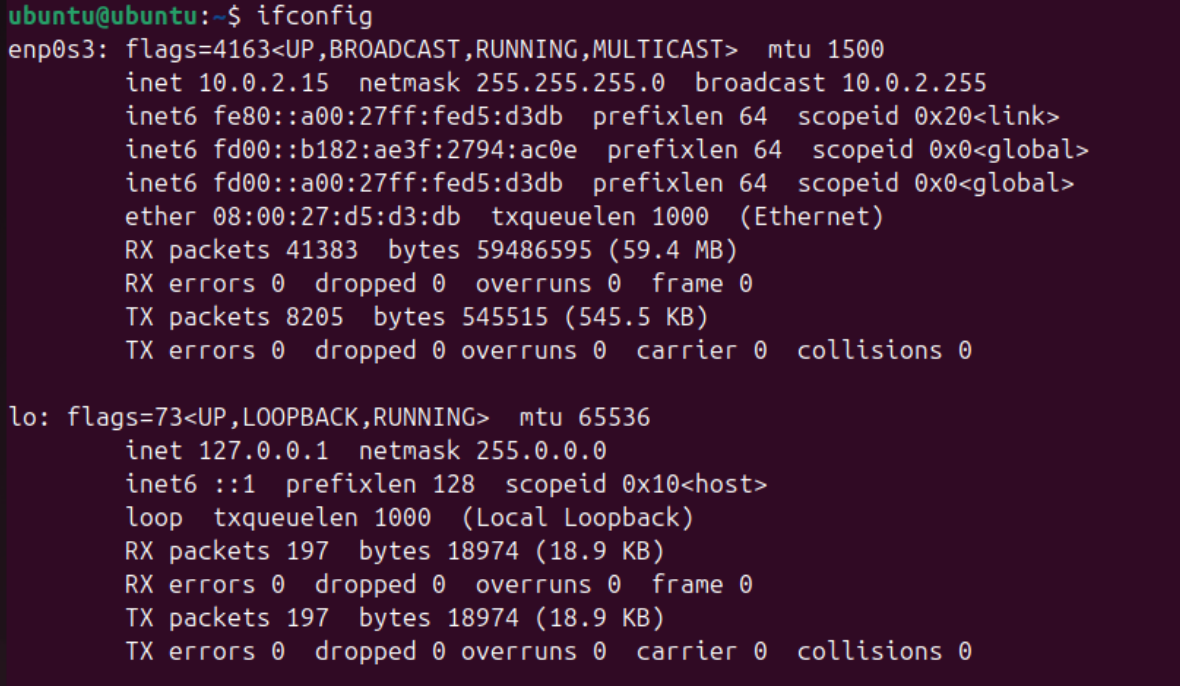 ubuntu@ubuntu:~$ ifconfig
enp0s3: flags=4163<UP,BROADCAST,RUNNING,MULTICAST>  mtu 1500
        inet 10.0.2.15  netmask 255.255.255.0  broadcast 10.0.2.255
        inet6 fe80::a00:27ff:fed5:d3db  prefixlen 64  scopeid 0x20<link>
        inet6 fd00::b182:ae3f:2794:ac0e  prefixlen 64  scopeid 0x0<global>
        inet6 fd00::a00:27ff:fed5:d3db  prefixlen 64  scopeid 0x0<global>
        ether 08:00:27:d5:d3:db  txqueuelen 1000  (Ethernet)
        RX packets 41383  bytes 59486595 (59.4 MB)
        RX errors 0  dropped 0  overruns 0  frame 0
        TX packets 8205  bytes 545515 (545.5 KB)
        TX errors 0  dropped 0 overruns 0  carrier 0  collisions 0

lo: flags=73<UP,LOOPBACK,RUNNING>  mtu 65536
        inet 127.0.0.1  netmask 255.0.0.0
        inet6 ::1  prefixlen 128  scopeid 0x10<host>
        loop  txqueuelen 1000  (Local Loopback)
        RX packets 197  bytes 18974 (18.9 KB)
        RX errors 0  dropped 0  overruns 0  frame 0
        TX packets 197  bytes 18974 (18.9 KB)
        TX errors 0  dropped 0 overruns 0  carrier 0  collisions 0